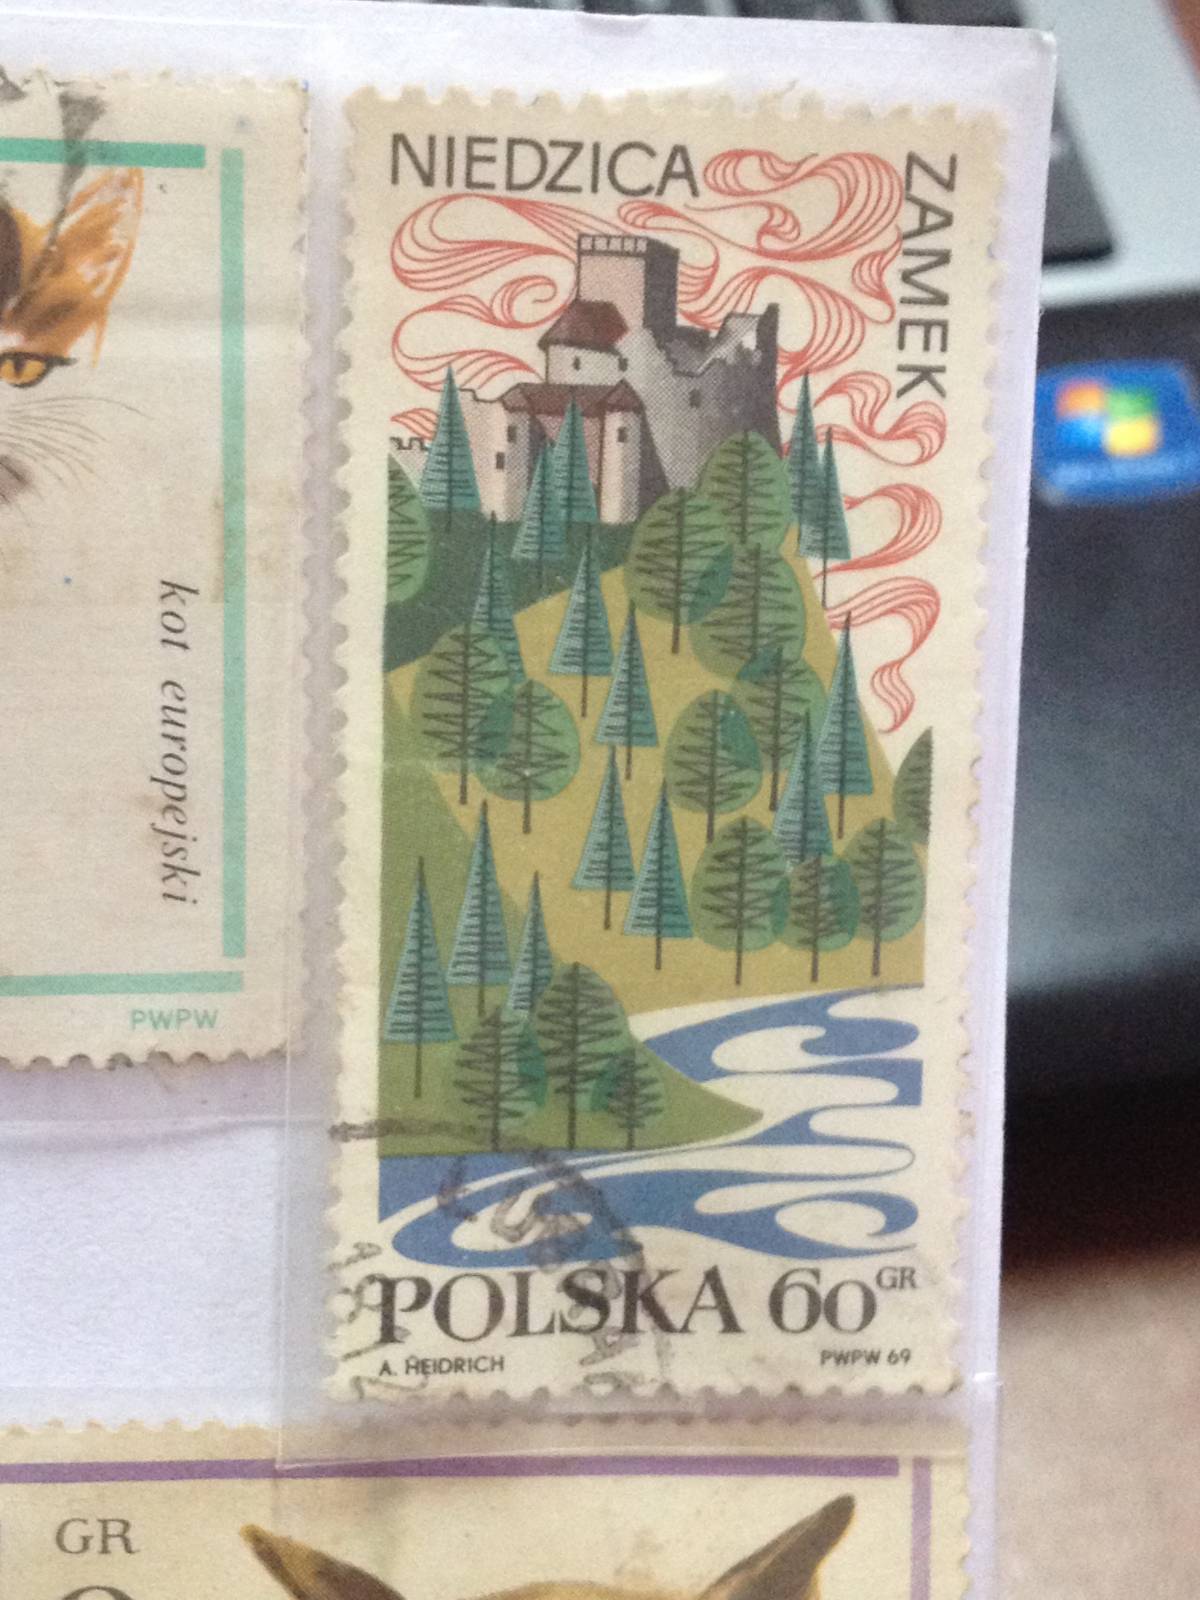 NIEDZICA
ZAMEK
POLSKA 60 GR
A. HEIDRICH
PWPW 69
kot europejski
PWPW
GR